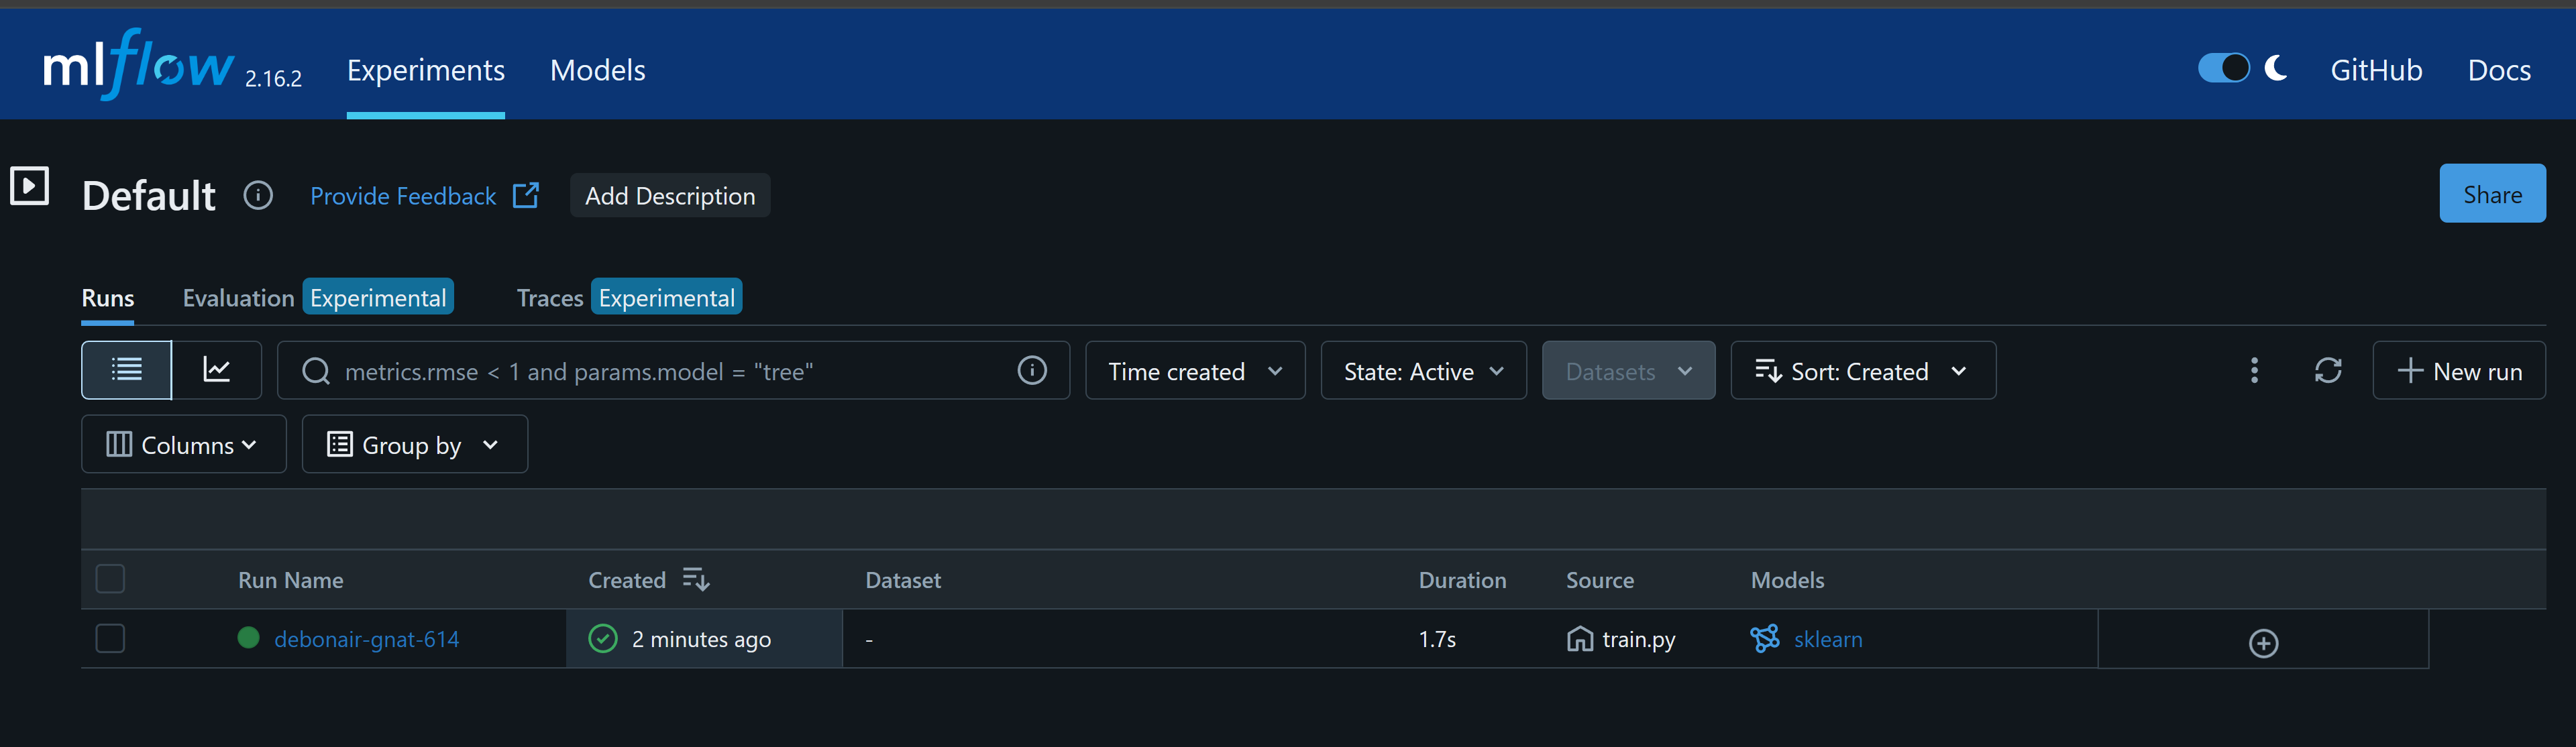 mlflow 2.16.2 Experiments Models GitHub Docs
Default Provide Feedback Add Description Share
Runs Evaluation Experimental Traces Experimental
metrics.rmse < 1 and params.model = "tree" Time created State: Active Datasets Sort: Created New run
Columns Group by
Run Name Created Dataset Duration Source Models
debonair-gnat-614 2 minutes ago - 1.7s train.py sklearn